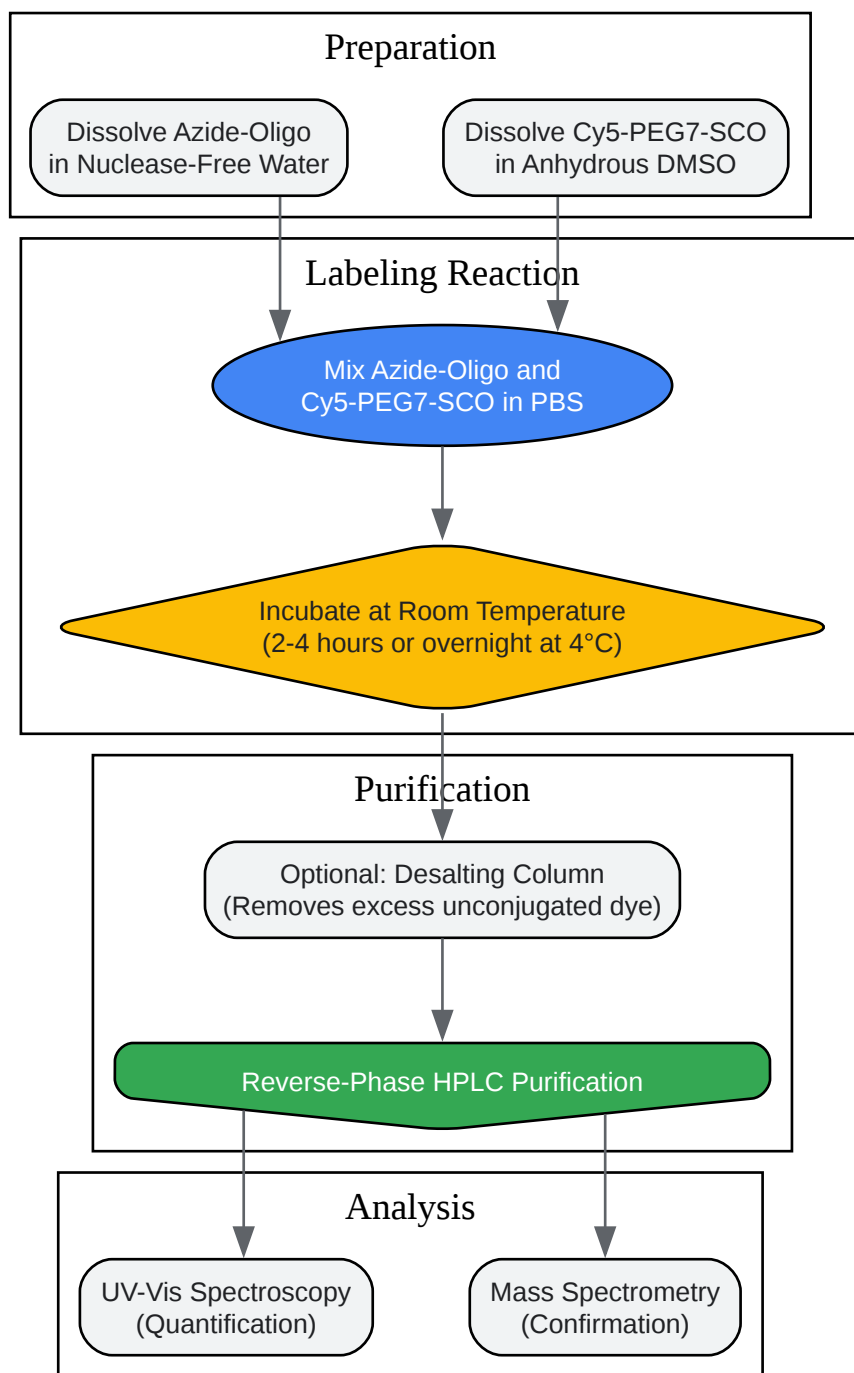 Preparation
Dissolve Azide-Oligo
in Nuclease-Free Water
Dissolve Cy5-PEG7-SCO
in Anhydrous DMSO
Labeling Reaction
Mix Azide-Oligo and
Cy5-PEG7-SCO in PBS
Incubate at Room Temperature
(2-4 hours or overnight at 4°C)
Purification
Optional: Desalting Column
(Removes excess unconjugated dye)
Reverse-Phase HPLC Purification
Analysis
UV-Vis Spectroscopy
(Quantification)
Mass Spectrometry
(Confirmation)